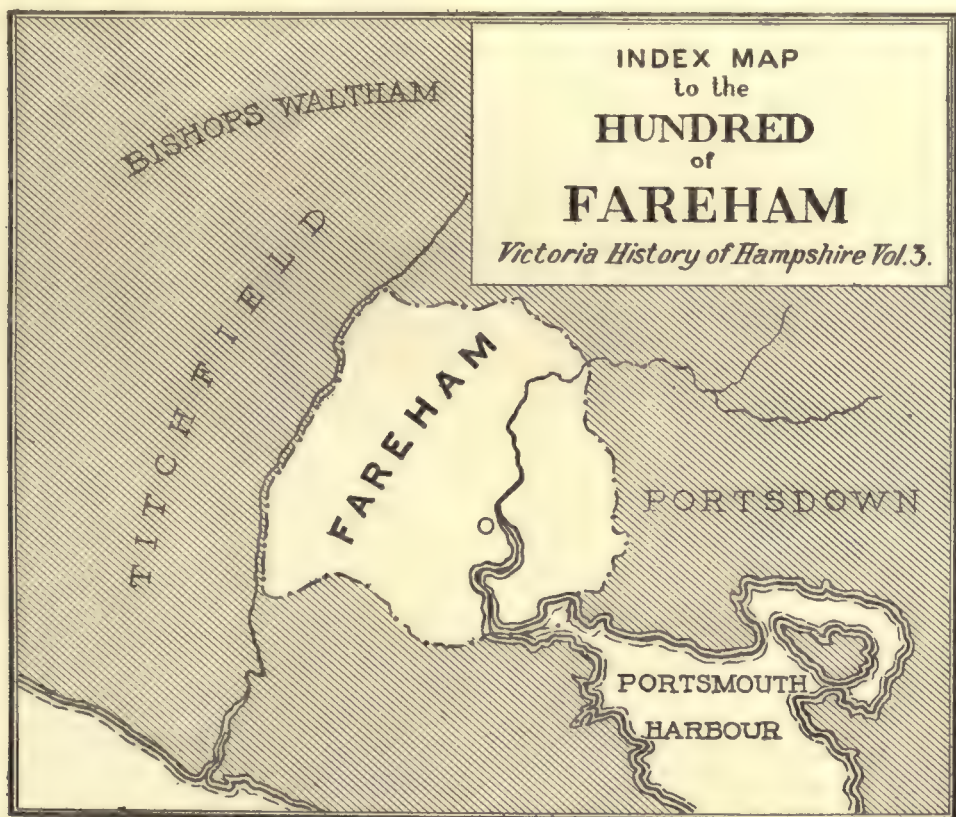 INDEX MAP
to the
HUNDRED
of
FAREHAM
Victoria History of Hampshire Vol. 3.
BISHOPS WALTHAM
TITCHFIELD
FAREHAM
PORTSDOWN
PORTSMOUTH
HARBOUR